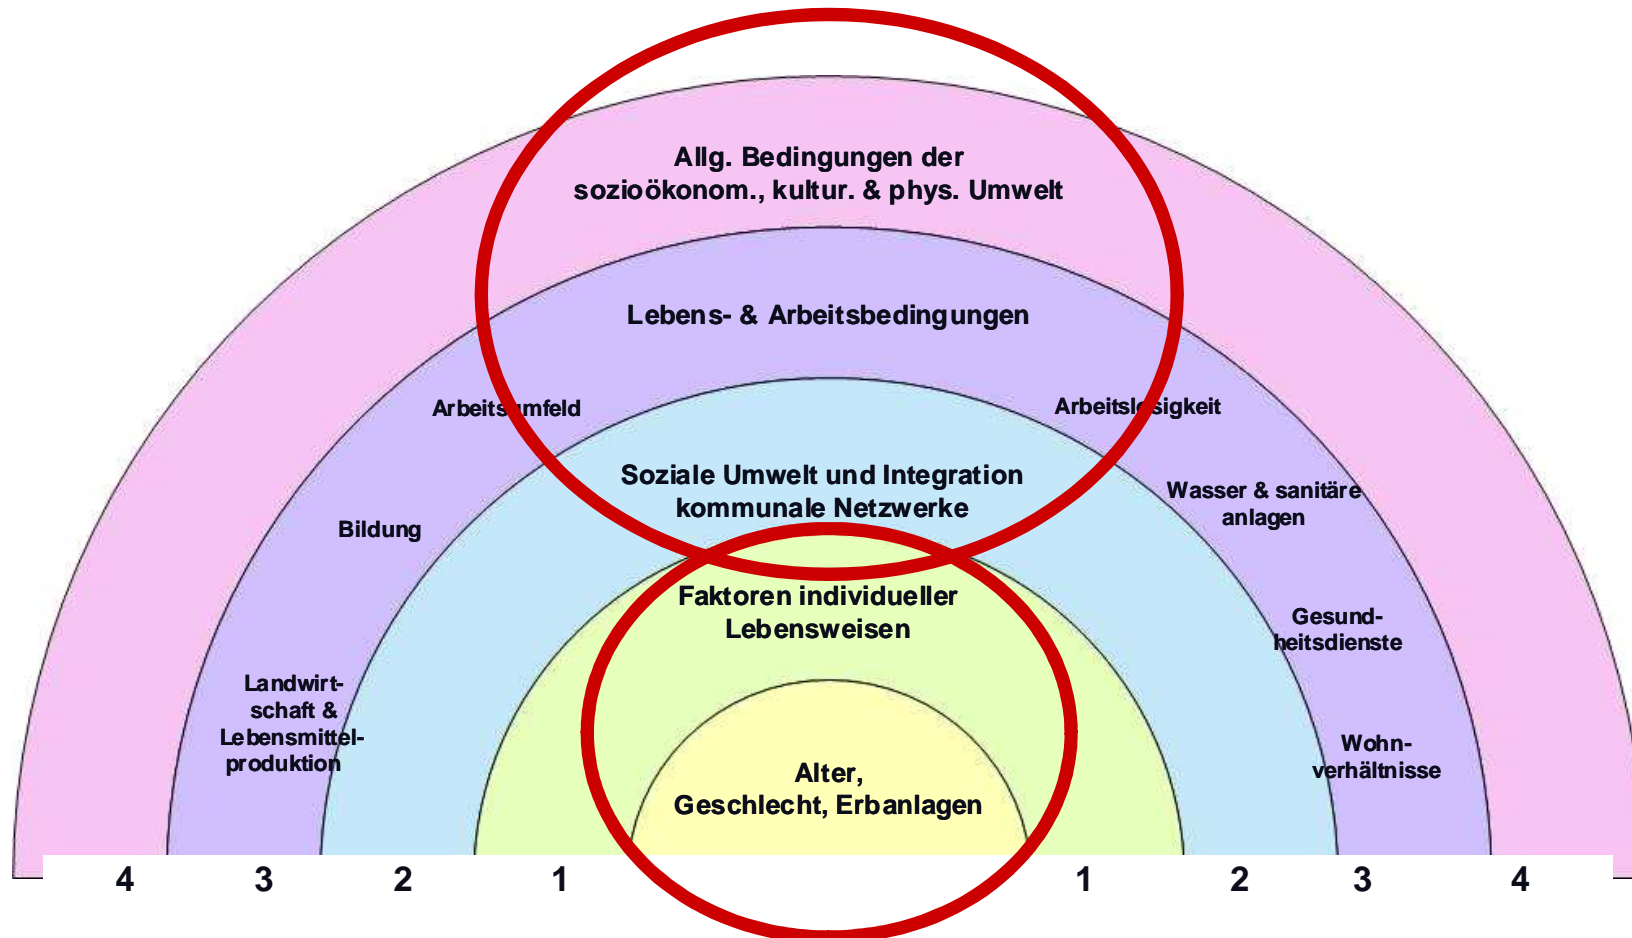 Allg. Bedingungen der
sozioökonom., kultur. & phys. Umwelt
Lebens- & Arbeitsbedingungen
Arbeitsumfeld
Arbeitslosigkeit
Soziale Umwelt und Integration
kommunale Netzwerke
Wasser & sanitäre
anlagen
Bildung
Faktoren individueller
Lebensweisen
Gesund-
heitsdienste
Landwirt-
schaft &
Lebensmittel-
produktion
Wohn-
verhältnisse
Alter,
Geschlecht, Erbanlagen
4 3 2 1 1 2 3 4